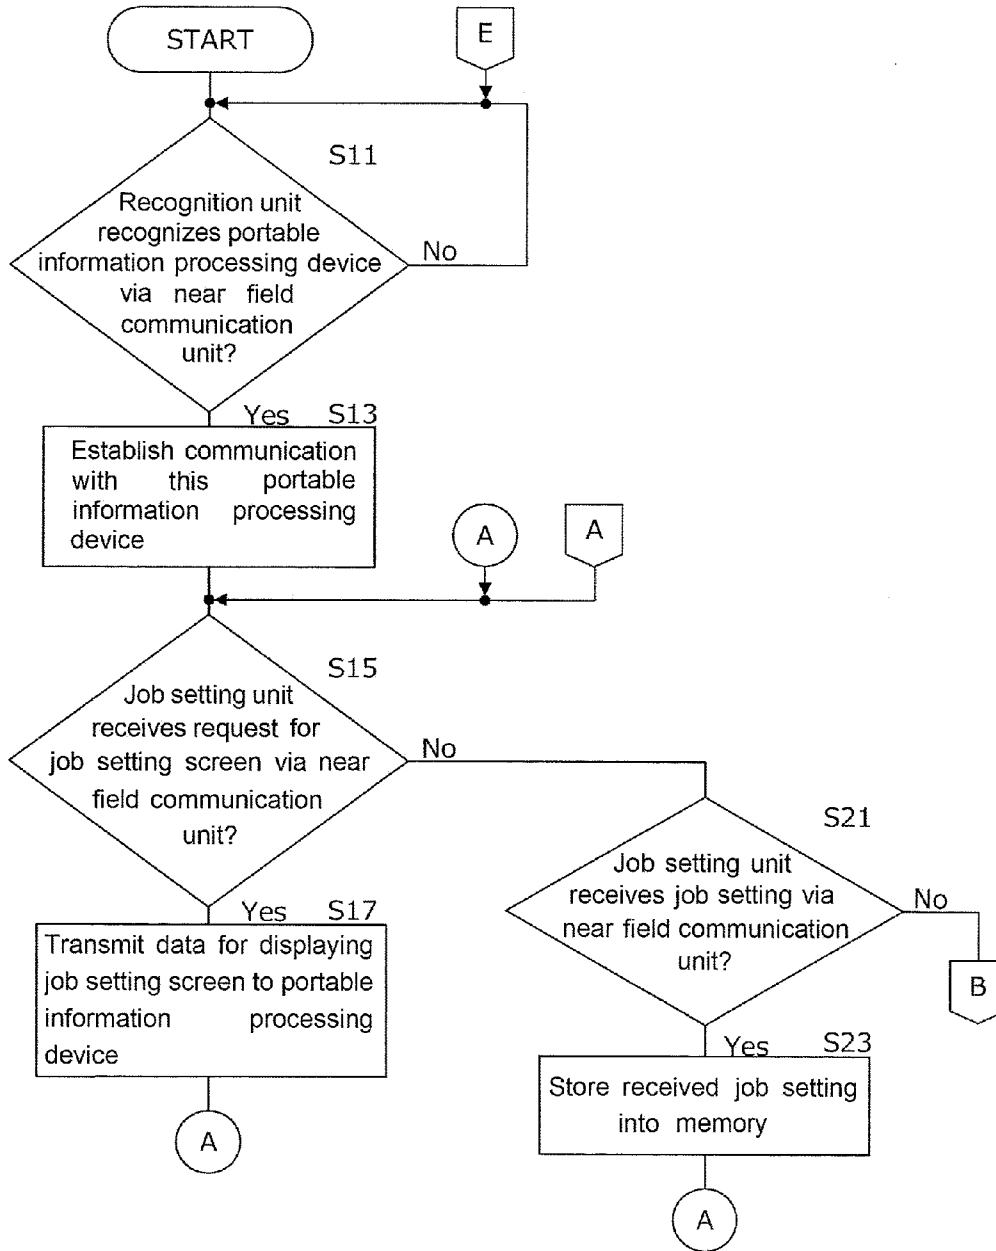 START
E
S11
Recognition unit
recognizes portable
information processing device
via near field
communication
unit?
No
Yes
S13
Establish communication
with this portable
information processing
device
A
A
S15
Job setting unit
receives request for
job setting screen via near
field communication
unit?
No
S21
Job setting unit
receives job setting via
near field communication
unit?
No
B
Yes
S17
Transmit data for displaying
job setting screen to portable
information processing
device
A
Yes
S23
Store received job setting
into memory
A